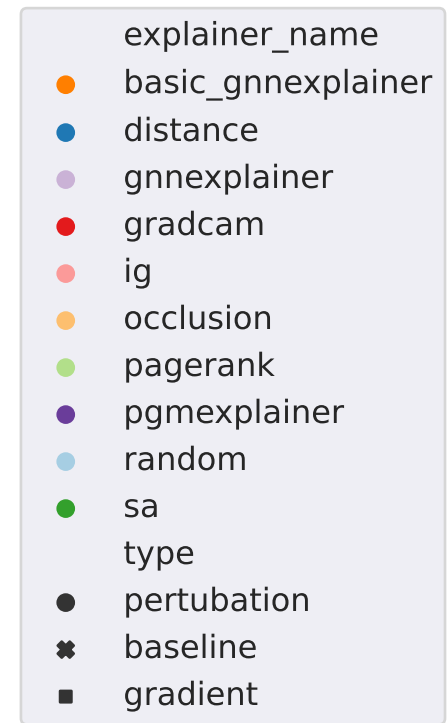 explainer_name
basic_gnnexplainer
distance
gnnexplainer
gradcam
ig
occlusion
pagerank
pgmexplainer
random
sa
type
pertubation
baseline
gradient